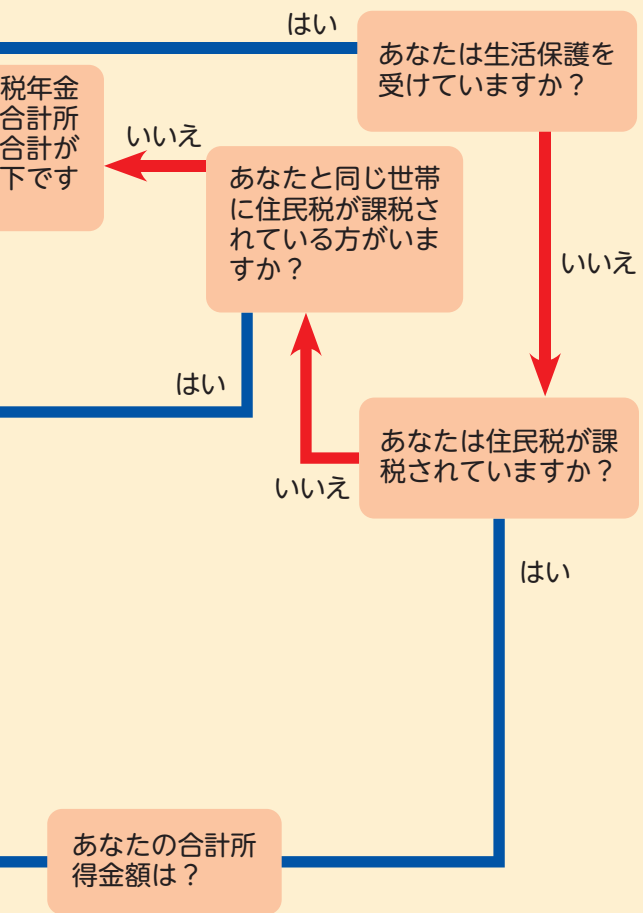 はい
あなたは生活保護を
受けていますか？
税年金
合計所
合計が
下です
いいえ
あなたと同じ世帯
に住民税が課税さ
れている方がいま
すか？
いいえ
はい
あなたは住民税が課
税されていますか？
いいえ
はい
あなたの合計所
得金額は？